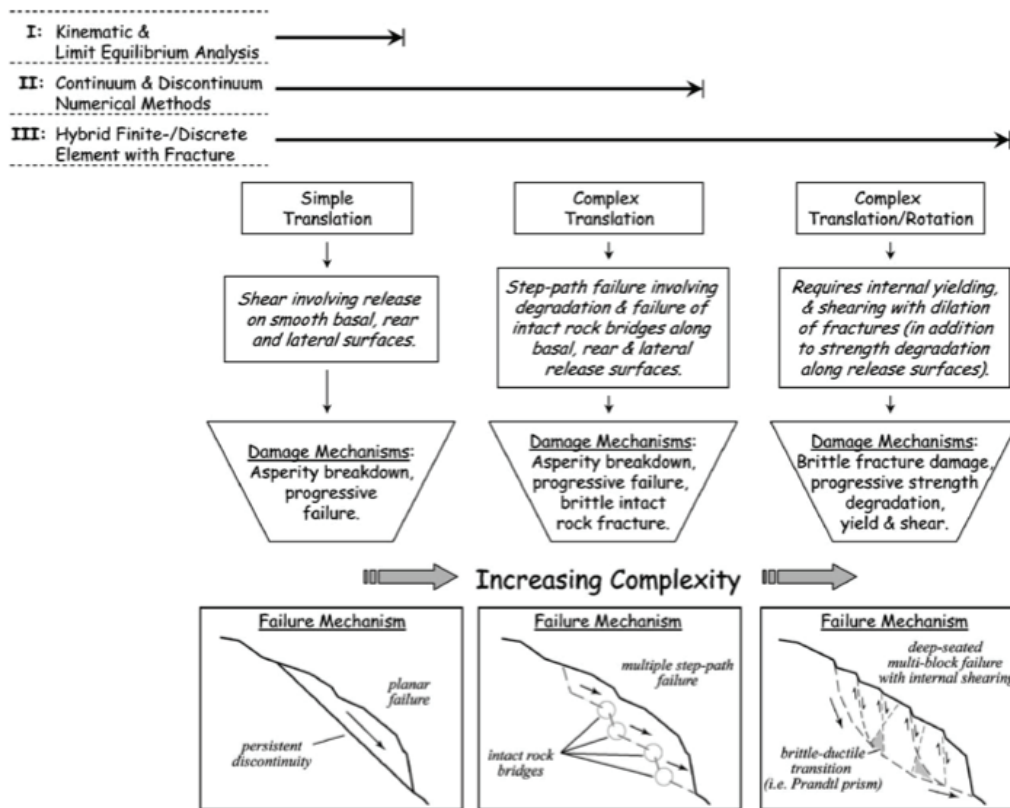 I: Kinematic &
Limit Equilibrium Analysis
II: Continuum & Discontinuum
Numerical Methods
III: Hybrid Finite-/Discrete
Element with Fracture
Simple
Translation
Complex
Translation
Complex
Translation/Rotation
Shear involving release
on smooth basal, rear
and lateral surfaces.
Step-path failure involving
degradation & failure of
intact rock bridges along
basal, rear & lateral
release surfaces.
Requires internal yielding,
& shearing with dilation
of fractures (in addition
to strength degradation
along release surfaces).
Damage Mechanisms:
Asperity breakdown,
progressive
failure.
Damage Mechanisms:
Asperity breakdown,
progressive failure,
brittle intact
rock fracture.
Damage Mechanisms:
Brittle fracture damage,
progressive strength
degradation,
yield & shear.
Increasing Complexity
Failure Mechanism
planar
failure
persistent
discontinuity
Failure Mechanism
multiple step-path
failure
intact rock
bridges
Failure Mechanism
deep-seated
multi-block failure
with internal shearing
brittle-ductile
transition
(i.e. Prandtl prism)